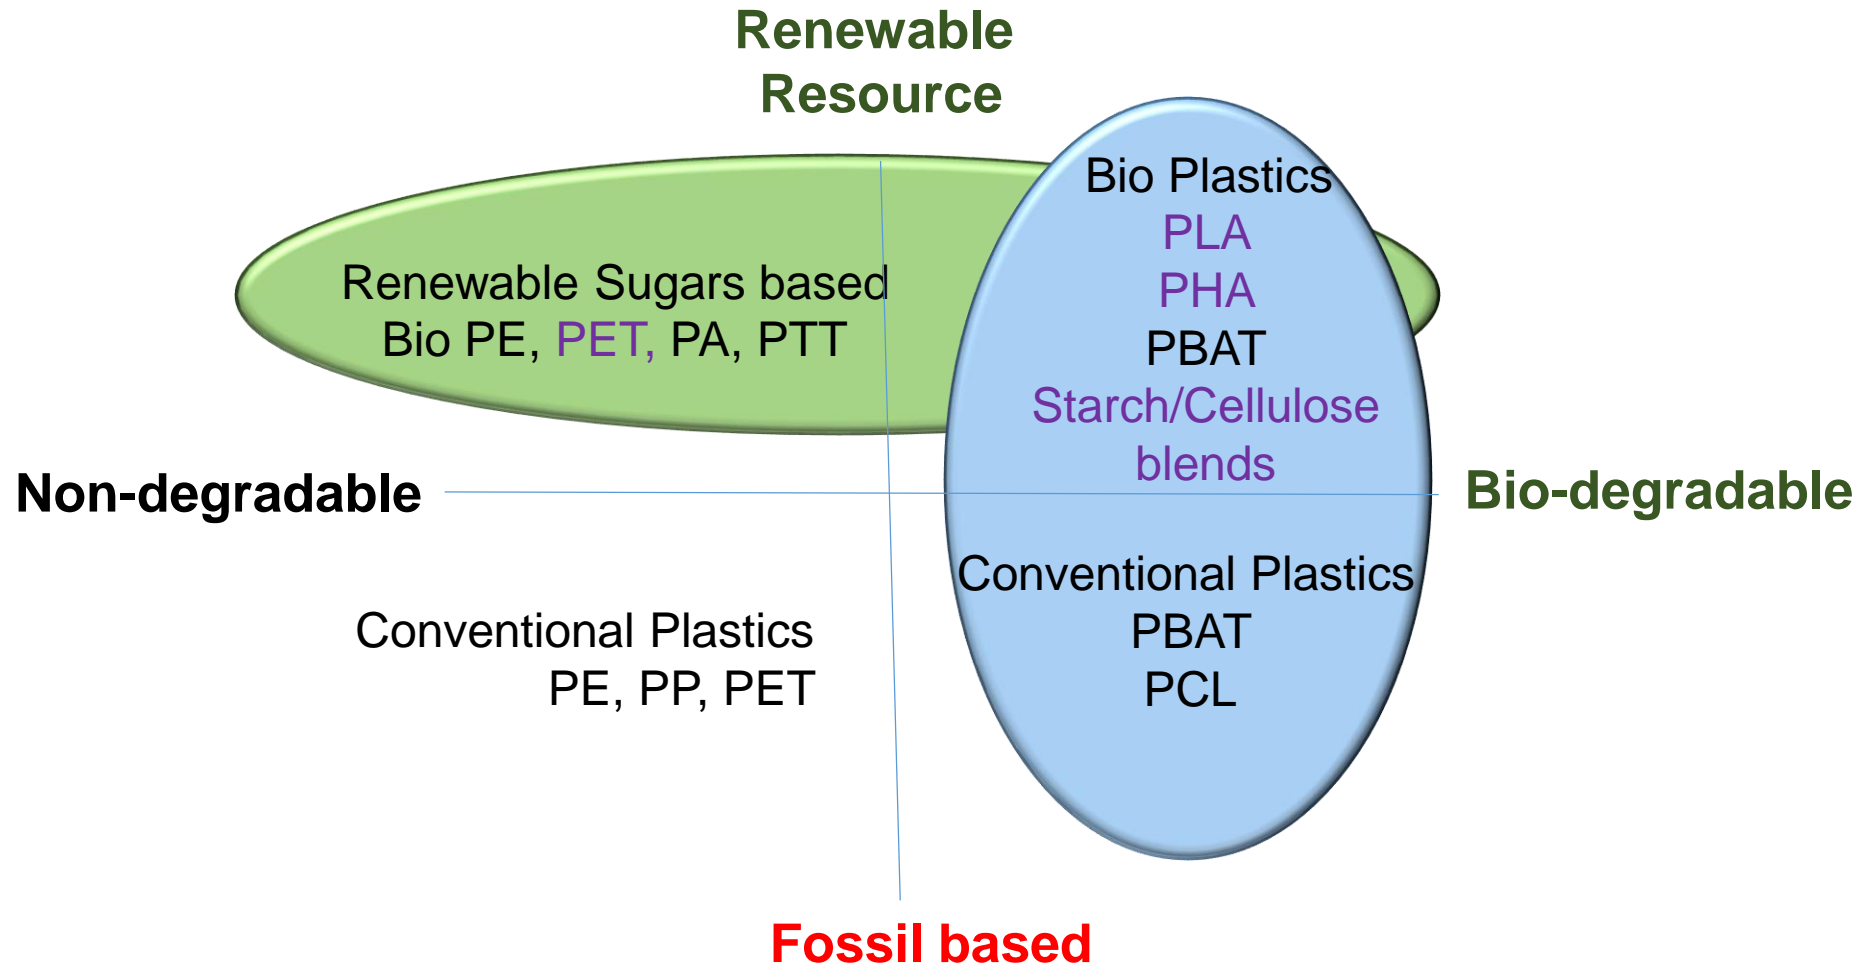 Renewable
Resource
Bio Plastics
PLA
PHA
PBAT
Starch/Cellulose
blends
Renewable Sugars based
Bio PE, PET, PA, PTT
Non-degradable
Bio-degradable
Conventional Plastics
PE, PP, PET
Conventional Plastics
PBAT
PCL
Fossil based